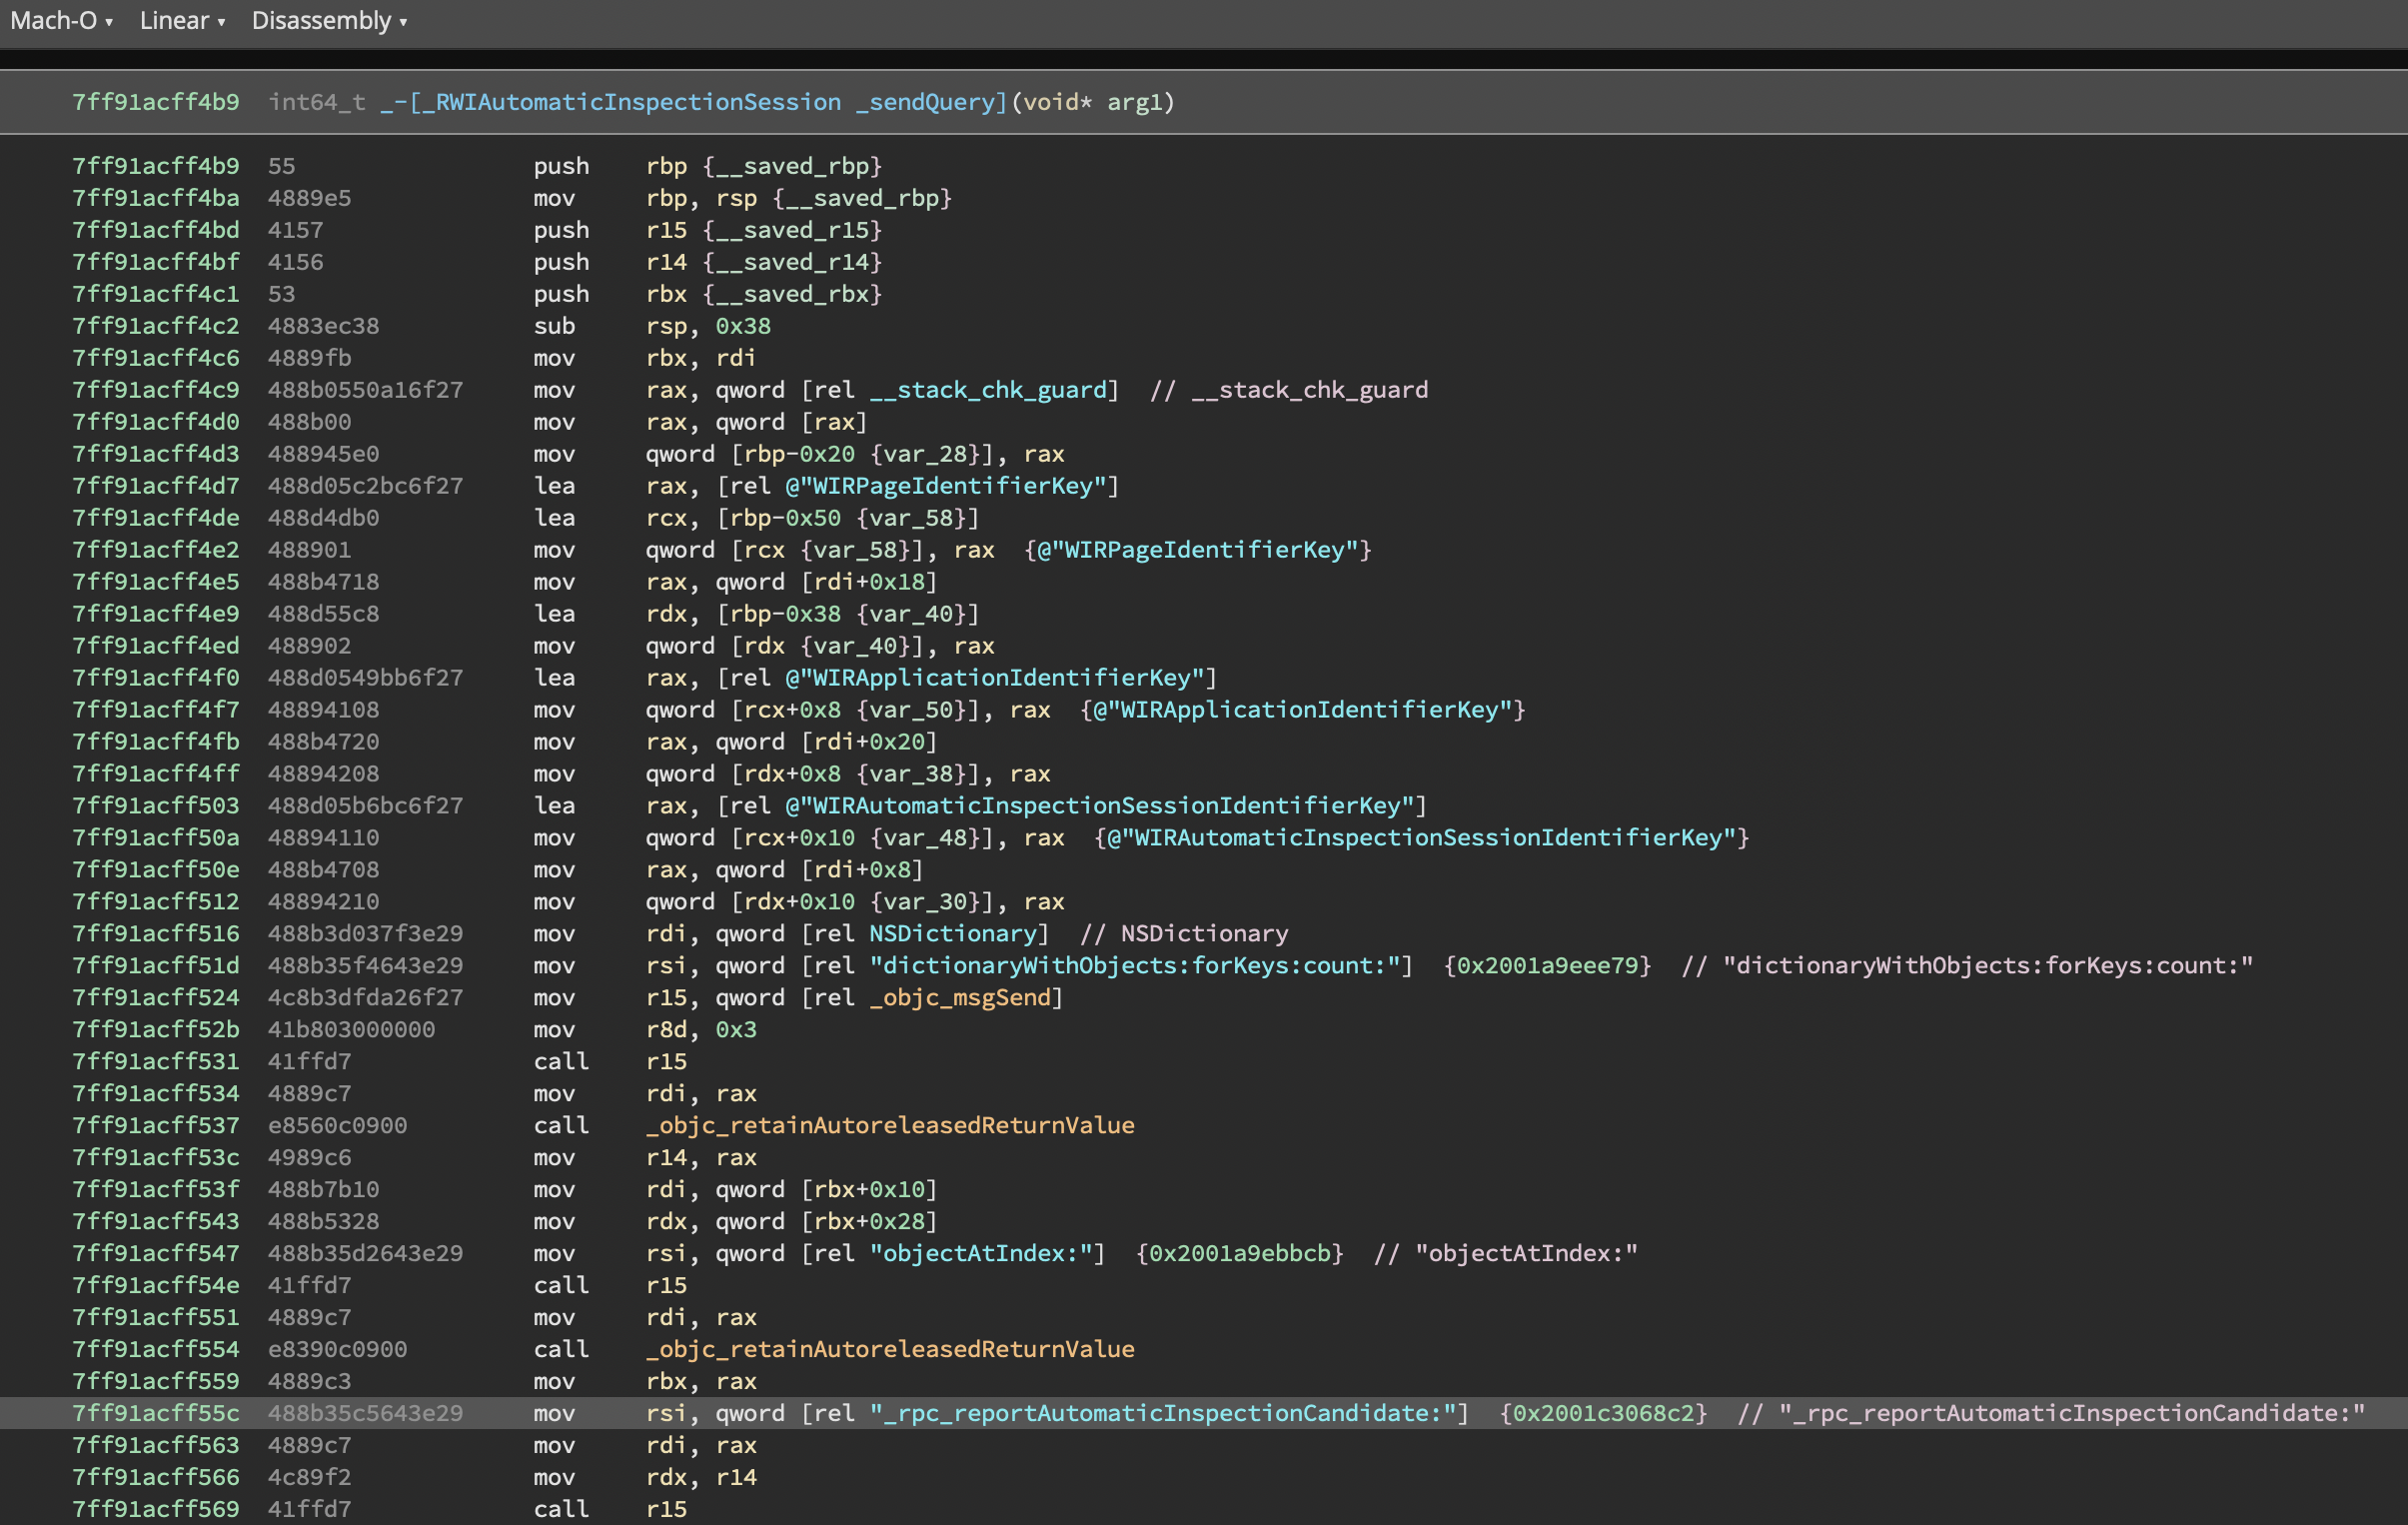 Mach-O ▾ Linear ▾ Disassembly ▾
7ff91acff4b9 int64_t _-[_RWIAutomaticInspectionSession _sendQuery](void* arg1)
7ff91acff4b9 55 push rbp {__saved_rbp}
7ff91acff4ba 4889e5 mov rbp, rsp {__saved_rbp}
7ff91acff4bd 4157 push r15 {__saved_r15}
7ff91acff4bf 4156 push r14 {__saved_r14}
7ff91acff4c1 53 push rbx {__saved_rbx}
7ff91acff4c2 4883ec38 sub rsp, 0x38
7ff91acff4c6 4889fb mov rbx, rdi
7ff91acff4c9 488b0550a16f27 mov rax, qword [rel __stack_chk_guard] // __stack_chk_guard
7ff91acff4d0 488b00 mov rax, qword [rax]
7ff91acff4d3 488945e0 mov qword [rbp-0x20 {var_28}], rax
7ff91acff4d7 488d05c2bc6f27 lea rax, [rel @"WIRPageIdentifierKey"]
7ff91acff4de 488d4db0 lea rcx, [rbp-0x50 {var_58}]
7ff91acff4e2 488901 mov qword [rcx {var_58}], rax {@"WIRPageIdentifierKey"}
7ff91acff4e5 488b4718 mov rax, qword [rdi+0x18]
7ff91acff4e9 488d55c8 lea rdx, [rbp-0x38 {var_40}]
7ff91acff4ed 488902 mov qword [rdx {var_40}], rax
7ff91acff4f0 488d0549bb6f27 lea rax, [rel @"WIRApplicationIdentifierKey"]
7ff91acff4f7 48894108 mov qword [rcx+0x8 {var_50}], rax {@"WIRApplicationIdentifierKey"}
7ff91acff4fb 488b4720 mov rax, qword [rdi+0x20]
7ff91acff4ff 48894208 mov qword [rdx+0x8 {var_38}], rax
7ff91acff503 488d05b6bc6f27 lea rax, [rel @"WIRAutomaticInspectionSessionIdentifierKey"]
7ff91acff50a 48894110 mov qword [rcx+0x10 {var_48}], rax {@"WIRAutomaticInspectionSessionIdentifierKey"}
7ff91acff50e 488b4708 mov rax, qword [rdi+0x8]
7ff91acff512 48894210 mov qword [rdx+0x10 {var_30}], rax
7ff91acff516 488b3d037f3e29 mov rdi, qword [rel NSDictionary] // NSDictionary
7ff91acff51d 488b35f4643e29 mov rsi, qword [rel "dictionaryWithObjects:forKeys:count:"] {0x2001a9eee79} // "dictionaryWithObjects:forKeys:count:"
7ff91acff524 4c8b3dfda26f27 mov r15, qword [rel _objc_msgSend]
7ff91acff52b 41b803000000 mov r8d, 0x3
7ff91acff531 41ffd7 call r15
7ff91acff534 4889c7 mov rdi, rax
7ff91acff537 e8560c0900 call _objc_retainAutoreleasedReturnValue
7ff91acff53c 4989c6 mov r14, rax
7ff91acff53f 488b7b10 mov rdi, qword [rbx+0x10]
7ff91acff543 488b5328 mov rdx, qword [rbx+0x28]
7ff91acff547 488b35d2643e29 mov rsi, qword [rel "objectAtIndex:"] {0x2001a9ebbcb} // "objectAtIndex:"
7ff91acff54e 41ffd7 call r15
7ff91acff551 4889c7 mov rdi, rax
7ff91acff554 e8390c0900 call _objc_retainAutoreleasedReturnValue
7ff91acff559 4889c3 mov rbx, rax
7ff91acff55c 488b35c5643e29 mov rsi, qword [rel "_rpc_reportAutomaticInspectionCandidate:"] {0x2001c3068c2} // "_rpc_reportAutomaticInspectionCandidate:"
7ff91acff563 4889c7 mov rdi, rax
7ff91acff566 4c89f2 mov rdx, r14
7ff91acff569 41ffd7 call r15